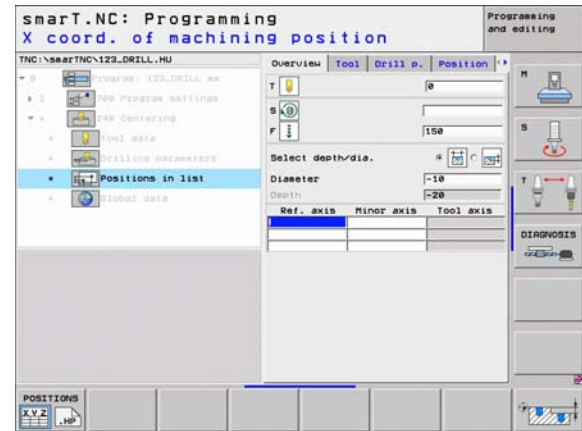 smarT.NC: Programming
X coord. of machining position
Programming
and editing
TNC:\smarTNC\123_DRILL.HU
0 Program: 123_DRILL mm
1 700 Program settings
240 Centering
Tool data
Drilling parameters
Positions in list
Global data
Overview Tool Drill p. Position
T 0
S
F 150
Select depth/dia.
Diameter -10
Depth -20
Ref. axis Minor axis Tool axis
M
S
T
DIAGNOSIS
POSITIONS
X Y Z .HP